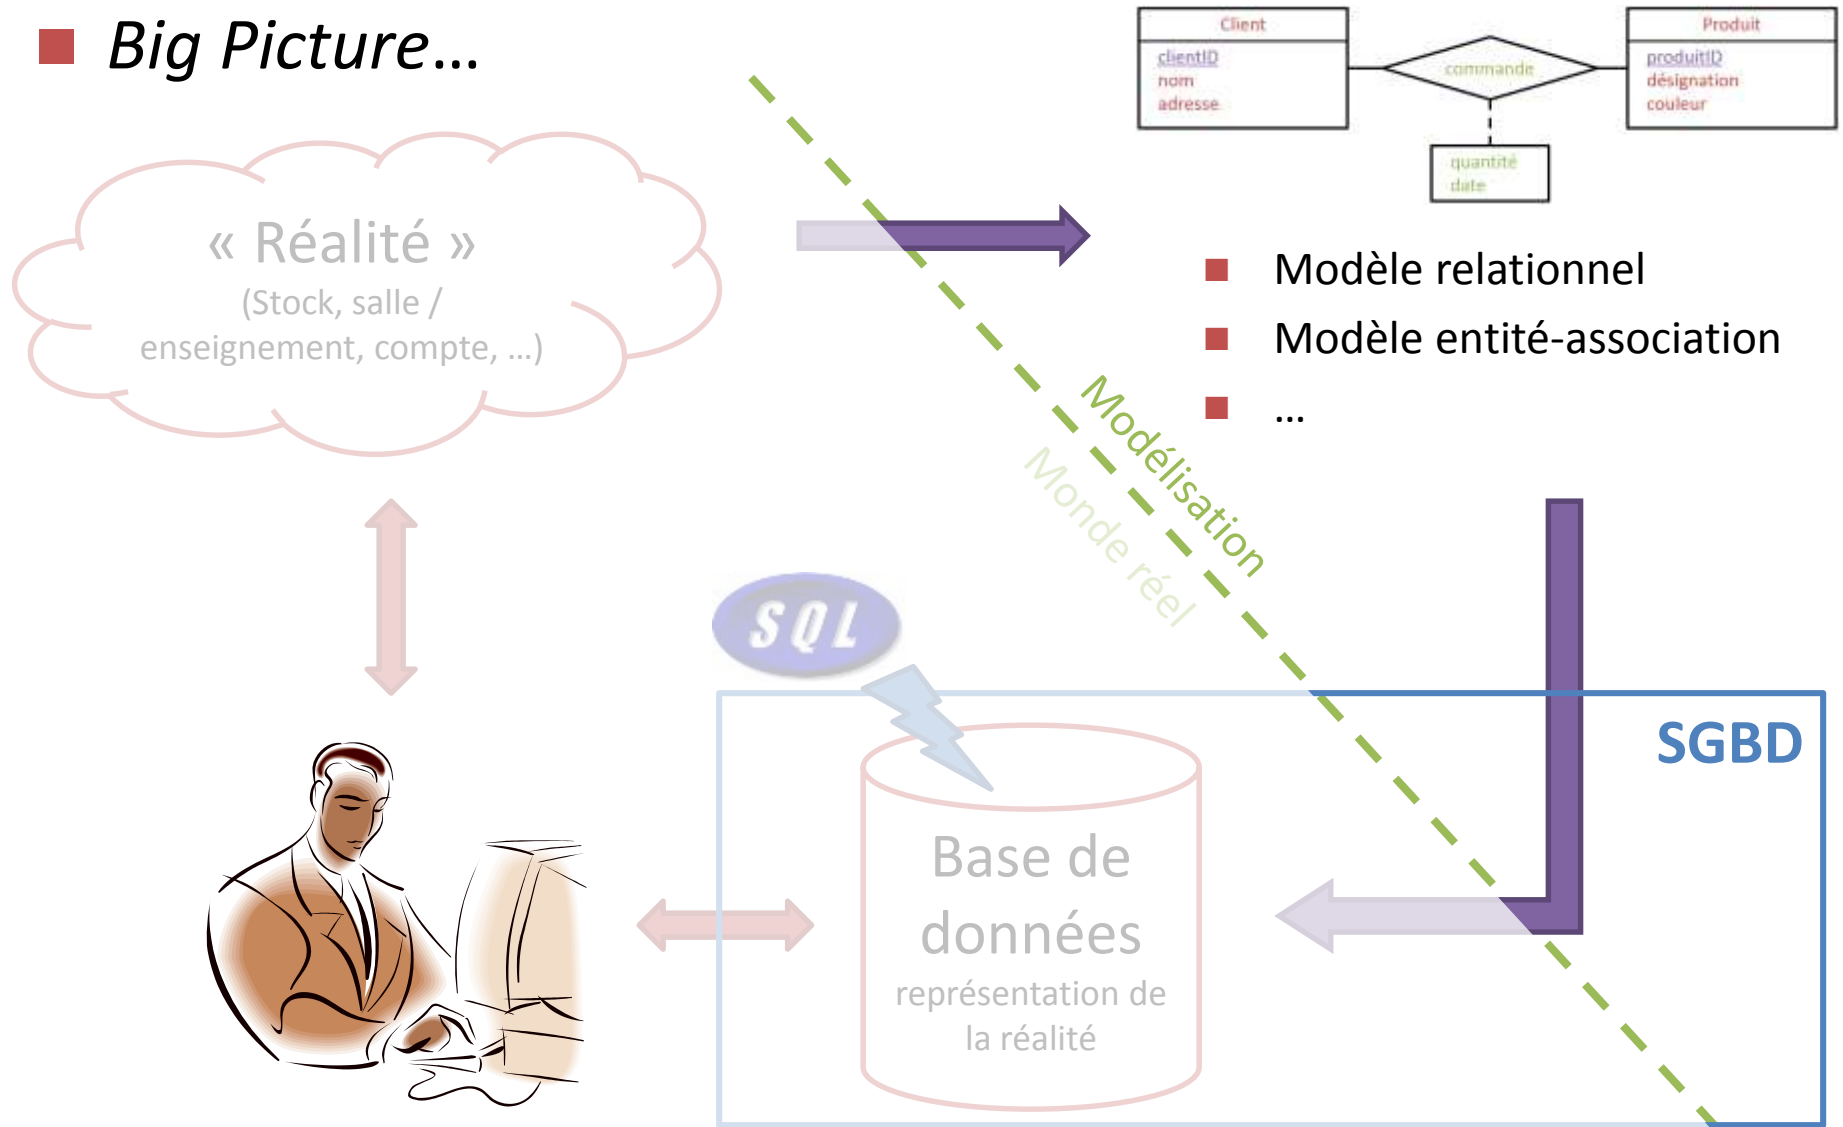 Big Picture...
Client
clientID
nom
adresse
commande
Produit
produitID
désignation
couleur
quantité
date
« Réalité »
(Stock, salle /
enseignement, compte, ...)
Modèle relationnel
Modèle entité-association
...
Modélisation
Monde réel
SQL
SGBD
Base de
données
représentation de
la réalité